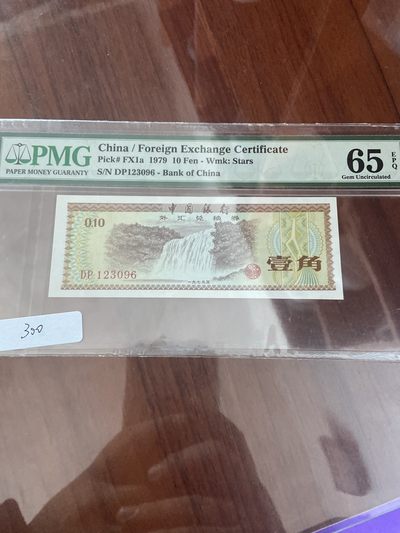 PMG
PAPER MONEY GUARANTY
China / Foreign Exchange Certificate
Pick# FX1a 1979 10 Fen - Wmk: Stars
S/N DP123096 - Bank of China
65 EPQ
Gem Uncirculated
中国银行
外汇兑换券
0.10
DP 123096
壹角
一九七九年
300